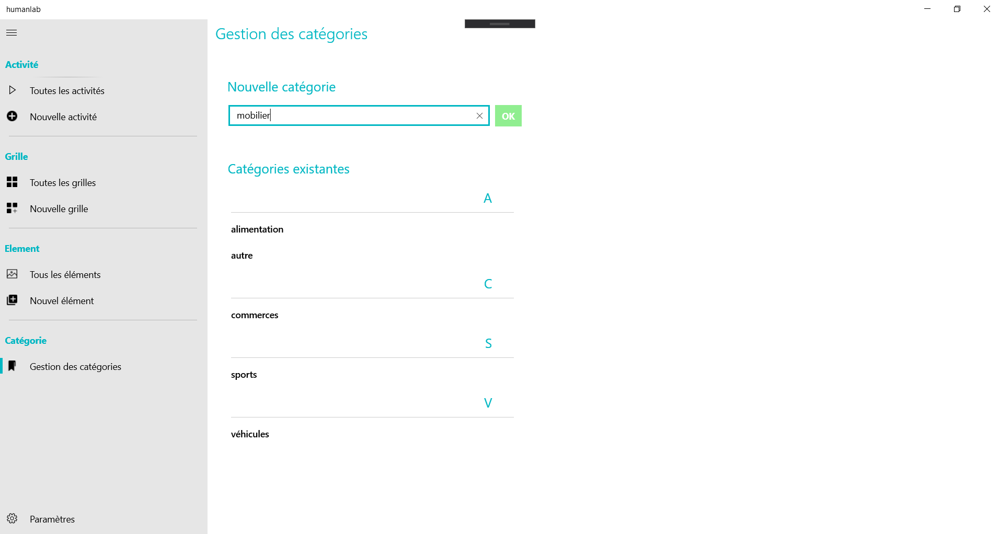 humanlab
Activité
Toutes les activités
Nouvelle activité
Grille
Toutes les grilles
Nouvelle grille
Element
Tous les éléments
Nouvel élément
Catégorie
Gestion des catégories
Paramètres
Gestion des catégories
Nouvelle catégorie
mobilier
OK
Catégories existantes
A
alimentation
autre
C
commerces
S
sports
V
véhicules